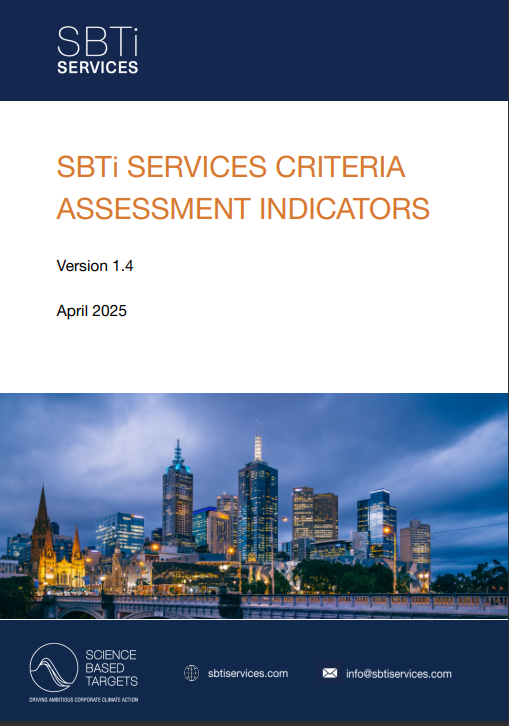 SBTi
SERVICES
SBTi SERVICES CRITERIA
ASSESSMENT INDICATORS
Version 1.4
April 2025
SCIENCE
BASED
TARGETS
DRIVING AMBITIOUS CORPORATE CLIMATE ACTION
sbtiservices.com
info@sbtiservices.com